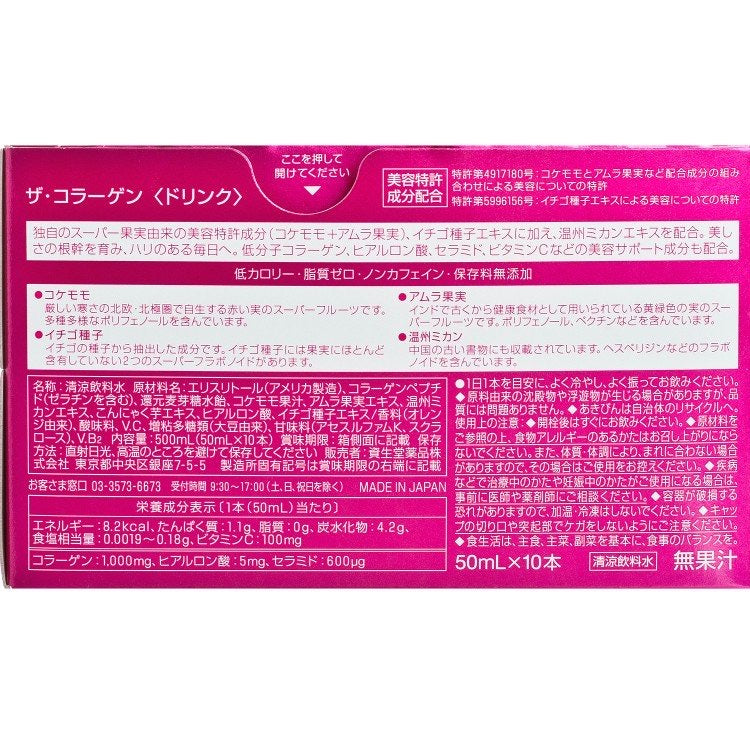 ここを押して
開けてください
ザ・コラーゲン〈ドリンク〉
美容特許
成分配合
特許第4917180号：コケモモとアムラ果実など配合成分の組み
合わせによる美容についての特許
特許第5996156号：イチゴ種子エキスによる美容についての特許
独自のスーパー果実由来の美容特許成分（コケモモ＋アムラ果実）、イチゴ種子エキスに加え、温州ミカンエキスを配合。美し
さの根幹を育み、ハリのある毎日へ。低分子コラーゲン、ヒアルロン酸、セラミド、ビタミンCなどの美容サポート成分も配合。
低カロリー・脂質ゼロ・ノンカフェイン・保存料無添加
●コケモモ
厳しい寒さの北欧・北極圏で自生する赤い実のスーパーフルーツです。
多種多様なポリフェノールを含んでいます。
●イチゴ種子
イチゴの種子から抽出した成分です。イチゴ種子には果実にほとんど
含有していない2つのスーパーフラボノイドがあります。
●アムラ果実
インドで古くから健康食材として用いられている黄緑色の実のスー
パーフルーツです。ポリフェノール、ペクチンなどを含んでいます。
●温州ミカン
中国の古い書物にも収載されています。ヘスペリジンなどのフラボ
ノイドを含んでいます。
名称：清涼飲料水 原材料名：エリスリトール（アメリカ製造）、コラーゲンペプチ
ド（ゼラチンを含む）、還元麦芽糖水飴、コケモモ果汁、アムラ果実エキス、温州ミ
カンエキス、こんにゃく芋エキス、ヒアルロン酸、イチゴ種子エキス/香料（オレン
ジ由来）、酸味料、V.C、増粘多糖類（大豆由来）、甘味料（アセスルファムK、スクラ
ロース）、V.B2 内容量：500mL（50mL×10本） 賞味期限：箱側面に記載 保存
方法：直射日光、高温のところを避けて保存してください 販売者：資生堂薬品株
式会社 東京都中央区銀座7-5-5 製造所固有記号は賞味期限の右端に記載
お客さま窓口 03-3573-6673 受付時間 9:30～17:00（土、日、祝日を除く） MADE IN JAPAN
栄養成分表示〔1本（50mL）当たり〕
エネルギー：8.2kcal、たんぱく質：1.1g、脂質：0g、炭水化物：4.2g、
食塩相当量：0.0019～0.18g、ビタミンC：100mg
コラーゲン：1,000mg、ヒアルロン酸：5mg、セラミド：600μg
●1日1本を目安に、よく冷やし、よく振ってお飲みください。
◆原料由来の沈殿物や浮遊物が生じる場合がありますが、品
質には問題ありません。◆あきびんは自治体のリサイクルへ。
使用上の注意：◆開栓後はすぐにお飲みください。◆原材料を
ご参照の上、食物アレルギーのあるかたはお召し上がりになら
ないでください。また、体質・体調により、まれに合わない場合
がありますので、その場合はご使用をお控えください。◆疾病
などで治療中のかたや妊娠中のかたがご使用になる場合は、
事前に医師や薬剤師にご相談ください。◆容器が破損する
恐れがありますので、加温・冷凍はしないでください。◆キャッ
プの切り口や突起部でケガをしないようにご注意ください。
◆食生活は、主食、主菜、副菜を基本に、食事のバランスを。
50mL×10本 清涼飲料水 無果汁